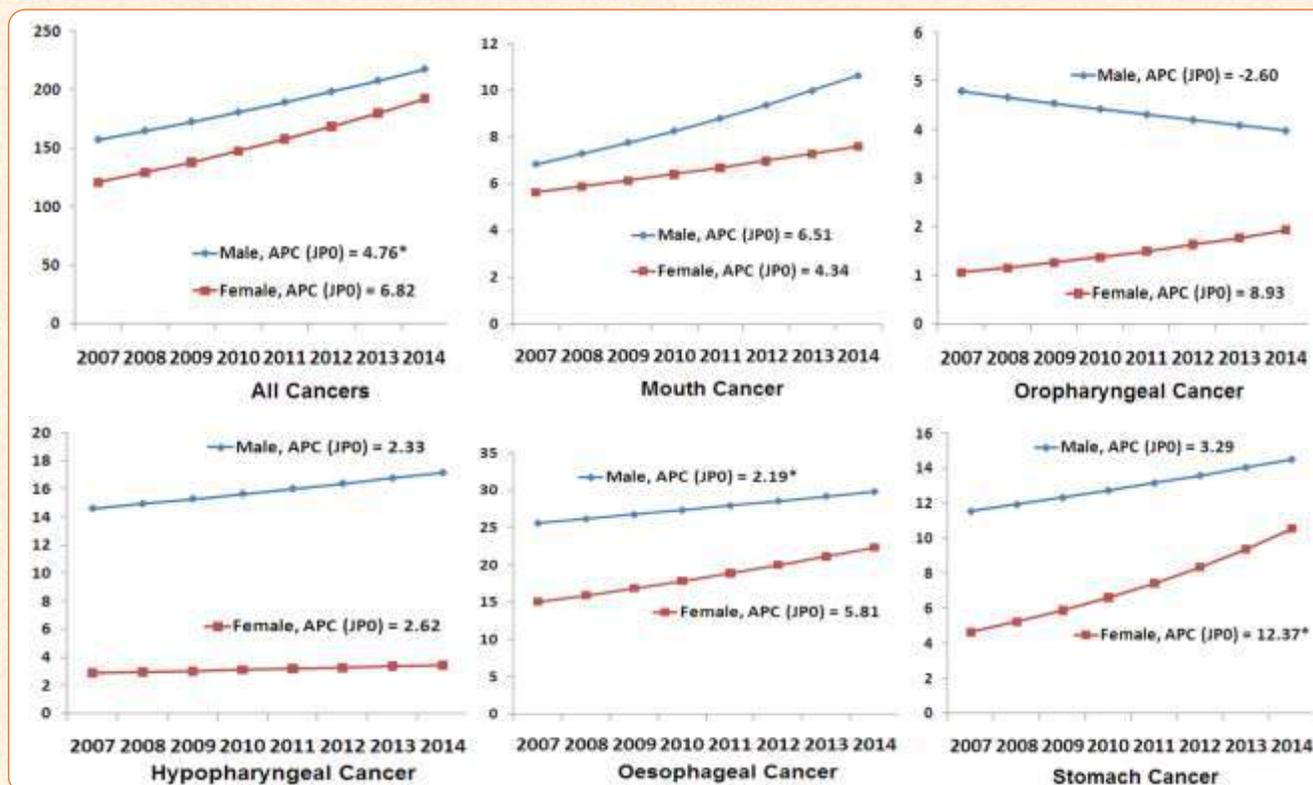 250
200
150
100
50
0
Male, APC (JP0) = 4.76*
Female, APC (JP0) = 6.82
2007 2008 2009 2010 2011 2012 2013 2014
All Cancers
12
10
8
6
4
2
0
Male, APC (JP0) = 6.51
Female, APC (JP0) = 4.34
2007 2008 2009 2010 2011 2012 2013 2014
Mouth Cancer
6
5
4
3
2
1
0
Male, APC (JP0) = -2.60
Female, APC (JP0) = 8.93
2007 2008 2009 2010 2011 2012 2013 2014
Oropharyngeal Cancer
20
18
16
14
12
10
8
6
4
2
0
Male, APC (JP0) = 2.33
Female, APC (JP0) = 2.62
2007 2008 2009 2010 2011 2012 2013 2014
Hypopharyngeal Cancer
35
30
25
20
15
10
5
0
Male, APC (JP0) = 2.19*
Female, APC (JP0) = 5.81
2007 2008 2009 2010 2011 2012 2013 2014
Oesophageal Cancer
16
14
12
10
8
6
4
2
0
Male, APC (JP0) = 3.29
Female, APC (JP0) = 12.37*
2007 2008 2009 2010 2011 2012 2013 2014
Stomach Cancer